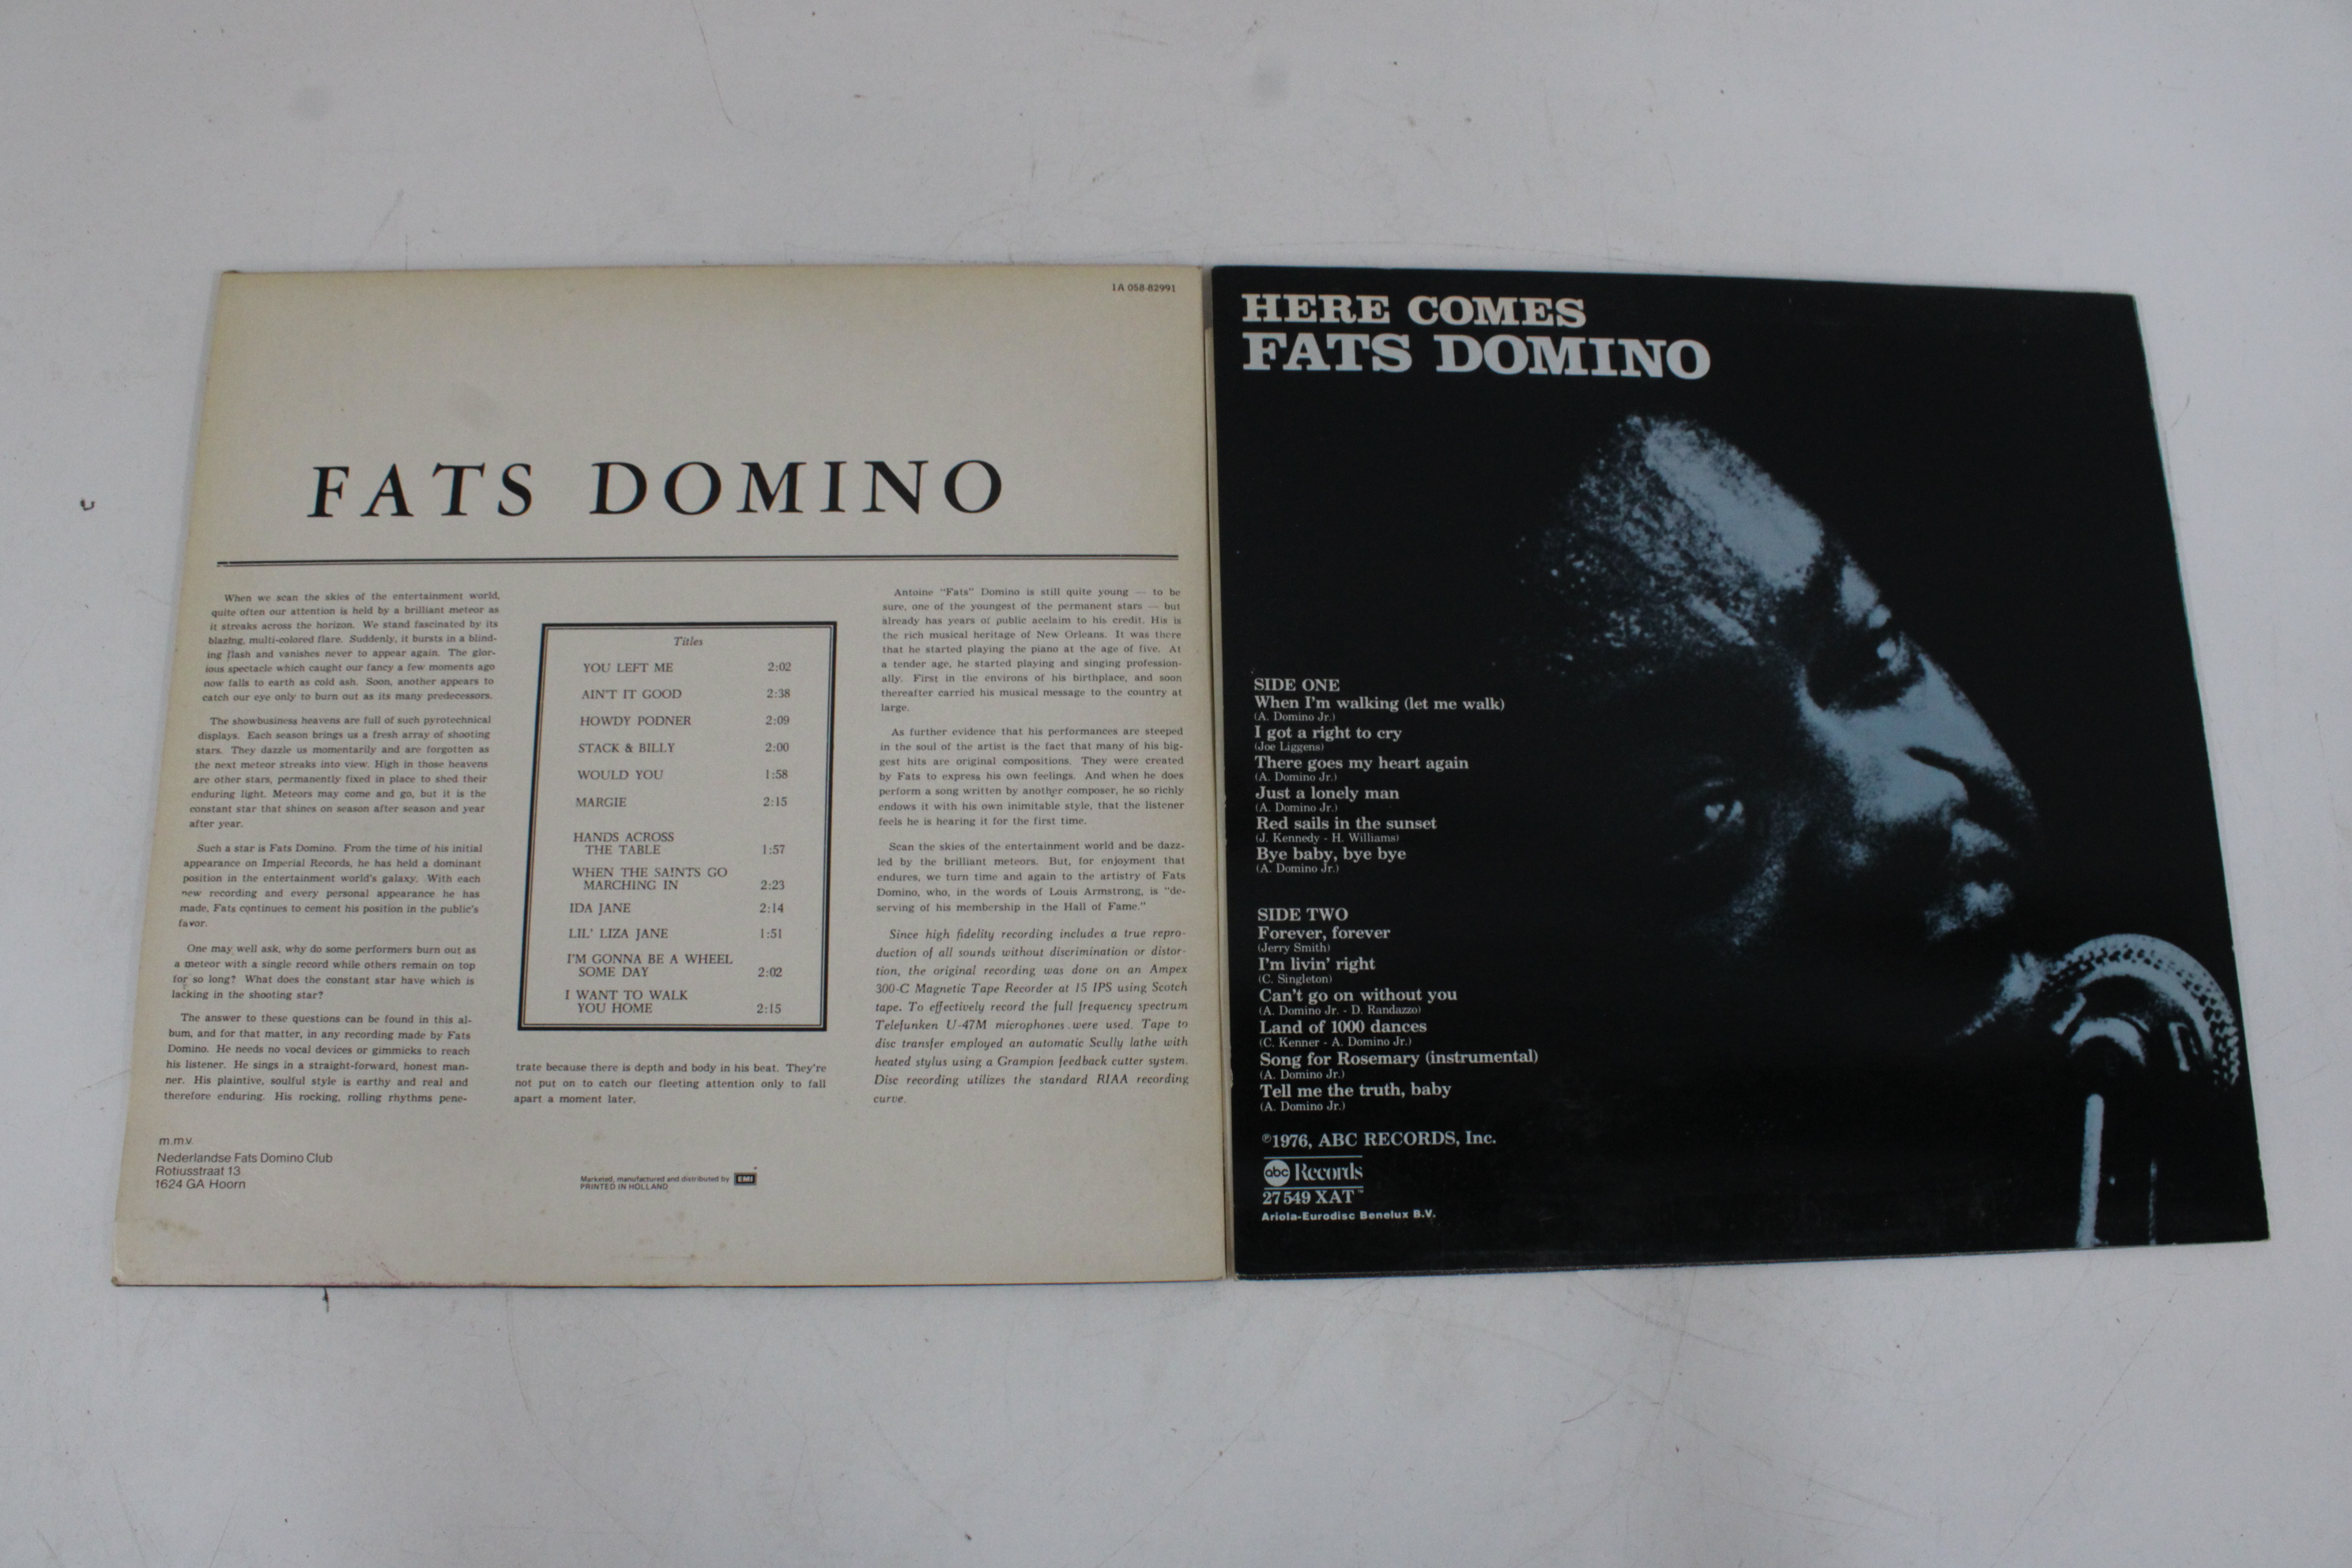 1A 058-82991
FATS DOMINO
When we scan the skies of the entertainment world,
quite often our attention is held by a brilliant meteor as
it streaks across the horizon. We stand fascinated by its
blazing, multi-colored flare. Suddenly, it bursts in a blind-
ing flash and vanishes never to appear again. The glor-
ious spectacle which caught our fancy a few moments ago
now falls to earth as cold ash. Soon, another appears to
catch our eye only to burn out as its many predecessors.
The showbusiness heavens are full of such pyrotechnical
displays. Each season brings us a fresh array of shooting
stars. They dazzle us momentarily and are forgotten as
the next meteor streaks into view. High in those heavens
are other stars, permanently fixed in place to shed their
enduring light. Meteors may come and go, but it is the
constant star that shines on season after season and year
after year.
Such a star is Fats Domino. From the time of his initial
appearance on Imperial Records, he has held a dominant
position in the entertainment world's galaxy. With each
new recording and every personal appearance he has
made, Fats continues to cement his position in the public's
favor.
One may well ask, why do some performers burn out as
a meteor with a single record while others remain on top
for so long? What does the constant star have which is
lacking in the shooting star?
The answer to these questions can be found in this al-
bum, and for that matter, in any recording made by Fats
Domino. He needs no vocal devices or gimmicks to reach
his listener. He sings in a straight-forward, honest man-
ner. His plaintive, soulful style is earthy and real and
therefore enduring. His rocking, rolling rhythms pene-
Titles
YOU LEFT ME 2:02
AIN'T IT GOOD 2:38
HOWDY PODNER 2:09
STACK & BILLY 2:00
WOULD YOU 1:58
MARGIE 2:15
HANDS ACROSS
THE TABLE 1:57
WHEN THE SAINTS GO
MARCHING IN 2:23
IDA JANE 2:14
LIL' LIZA JANE 1:51
I'M GONNA BE A WHEEL
SOME DAY 2:02
I WANT TO WALK
YOU HOME 2:15
trate because there is depth and body in his beat. They're
not put on to catch our fleeting attention only to fall
apart a moment later.
Antoine "Fats" Domino is still quite young — to be
sure, one of the youngest of the permanent stars — but
already has years of public acclaim to his credit. His is
the rich musical heritage of New Orleans. It was there
that he started playing the piano at the age of five. At
a tender age, he started playing and singing profession-
ally. First in the environs of his birthplace, and soon
thereafter carried his musical message to the country at
large.
As further evidence that his performances are steeped
in the soul of the artist is the fact that many of his big-
gest hits are original compositions. They were created
by Fats to express his own feelings. And when he does
perform a song written by another composer, he so richly
endows it with his own inimitable style, that the listener
feels he is hearing it for the first time.
Scan the skies of the entertainment world and be dazz-
led by the brilliant meteors. But, for enjoyment that
endures, we turn time and again to the artistry of Fats
Domino, who, in the words of Louis Armstrong, is "de-
serving of his membership in the Hall of Fame."
Since high fidelity recording includes a true repro-
duction of all sounds without discrimination or distor-
tion, the original recording was done on an Ampex
300-C Magnetic Tape Recorder at 15 IPS using Scotch
tape. To effectively record the full frequency spectrum
Telefunken U-47M microphones were used. Tape to
disc transfer employed an automatic Scully lathe with
heated stylus using a Grampion feedback cutter system.
Disc recording utilizes the standard RIAA recording
curve.
m.m.v.
Nederlandse Fats Domino Club
Rotiusstraat 13
1624 GA Hoorn
Marketed, manufactured and distributed by EMI
PRINTED IN HOLLAND
HERE COMES
FATS DOMINO
SIDE ONE
When I'm walking (let me walk)
(A. Domino Jr.)
I got a right to cry
(Joe Liggens)
There goes my heart again
(A. Domino Jr.)
Just a lonely man
(A. Domino Jr.)
Red sails in the sunset
(J. Kennedy - H. Williams)
Bye baby, bye bye
(A. Domino Jr.)
SIDE TWO
Forever, forever
(Jerry Smith)
I'm livin' right
(C. Singleton)
Can't go on without you
(A. Domino Jr. - D. Randazzo)
Land of 1000 dances
(C. Kenner - A. Domino Jr.)
Song for Rosemary (instrumental)
(A. Domino Jr.)
Tell me the truth, baby
(A. Domino Jr.)
℗1976, ABC RECORDS, Inc.
abc Records
27 549 XAT
Ariola-Eurodisc Benelux B.V.